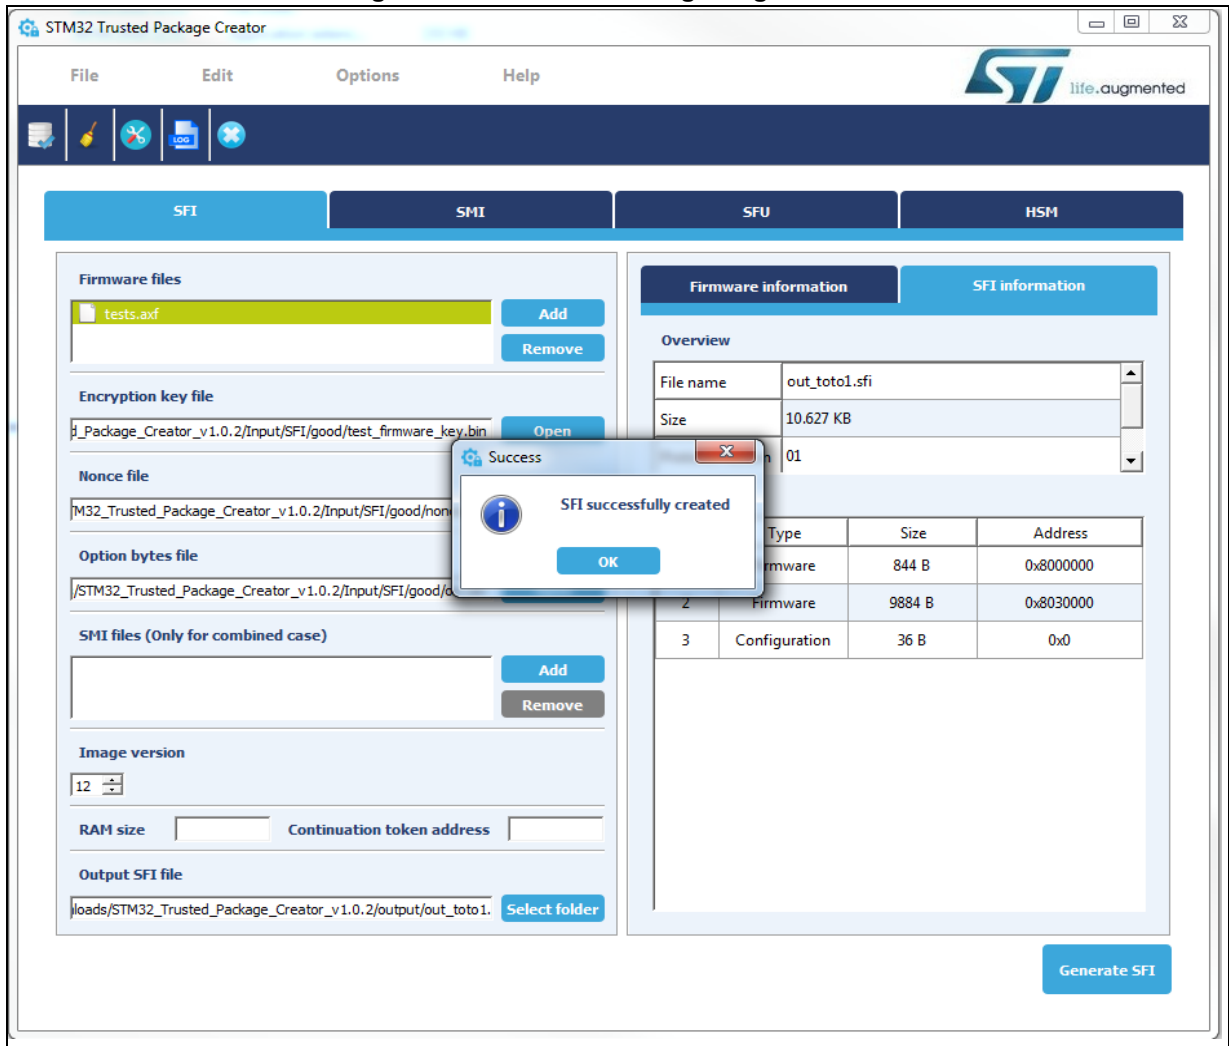 STM32 Trusted Package Creator
File Edit Options Help
life.augmented
LOG
SFI SMI SFU HSM
Firmware files
tests.axf
Add
Remove
Encryption key file
d_Package_Creator_v1.0.2/Input/SFI/good/test_firmware_key.bin
Open
Nonce file
TM32_Trusted_Package_Creator_v1.0.2/Input/SFI/good/non
Option bytes file
/STM32_Trusted_Package_Creator_v1.0.2/Input/SFI/good/o
SMI files (Only for combined case)
Add
Remove
Image version
12
RAM size Continuation token address
Output SFI file
loads/STM32_Trusted_Package_Creator_v1.0.2/output/out_toto1.
Select folder
Firmware information SFI information
Overview
File name out_toto1.sfi
Size 10.627 KB
01
Success
SFI successfully created
OK
Type Size Address
rmware 844 B 0x8000000
2 Firmware 9884 B 0x8030000
3 Configuration 36 B 0x0
Generate SFI